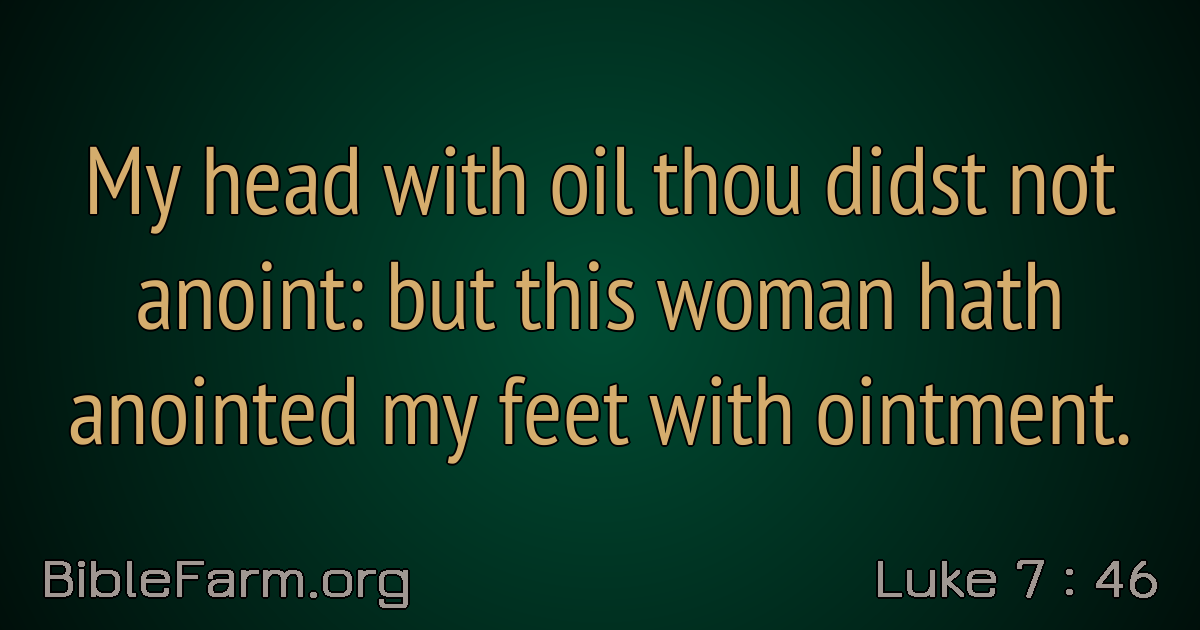 My head with oil thou didst not
anoint: but this woman hath
anointed my feet with ointment.
BibleFarm.org
Luke 7 : 46